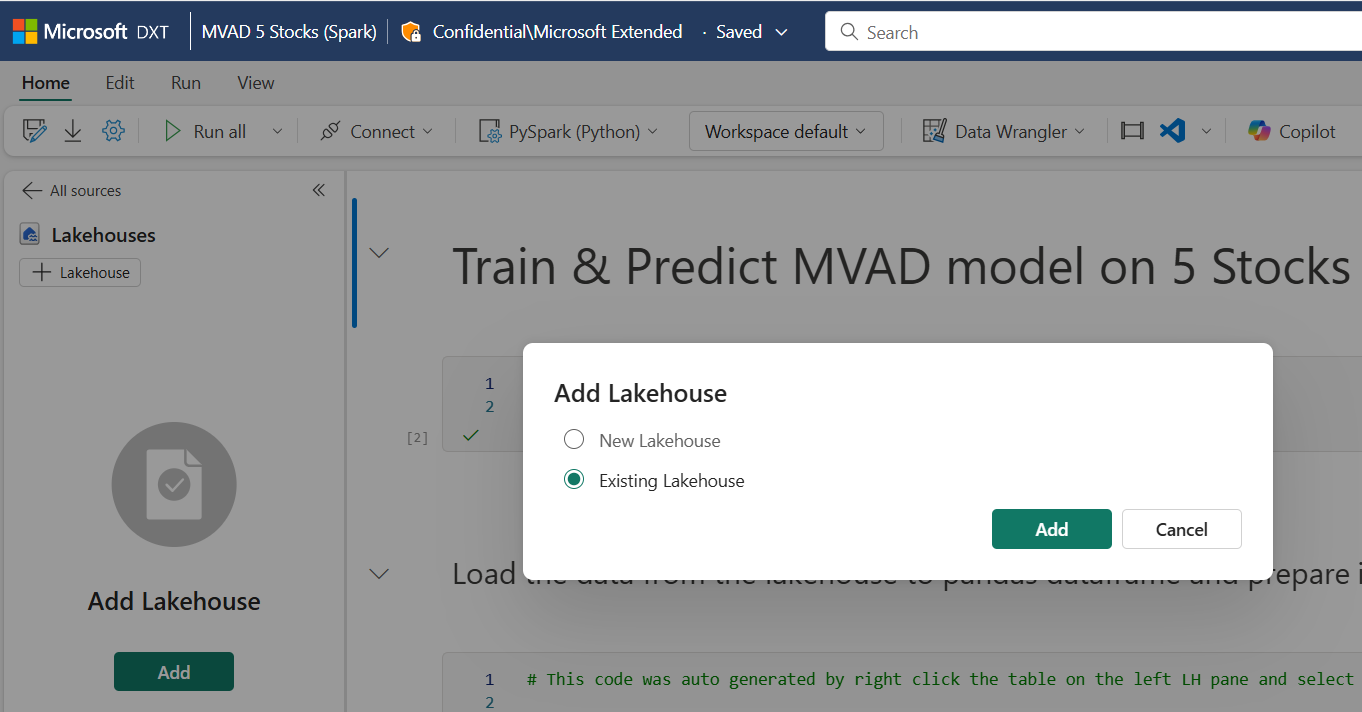 Microsoft DXT MVAD 5 Stocks (Spark) Confidential\Microsoft Extended · Saved Search
Home Edit Run View
Run all Connect PySpark (Python) Workspace default Data Wrangler Copilot
All sources
Lakehouses
Lakehouse
Train & Predict MVAD model on 5 Stocks
Add Lakehouse
New Lakehouse
Existing Lakehouse
Add Cancel
1
2
[2]
Load the data from the lakehouse to pandas dataframe and prepare i
Add Lakehouse
Add
1 # This code was auto generated by right click the table on the left LH pane and select
2